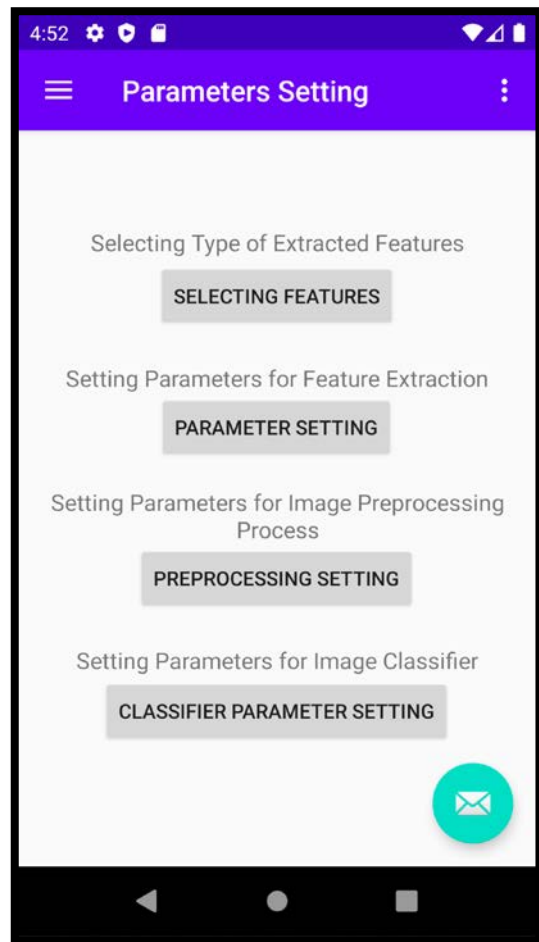 4:52
Parameters Setting
Selecting Type of Extracted Features
SELECTING FEATURES
Setting Parameters for Feature Extraction
PARAMETER SETTING
Setting Parameters for Image Preprocessing
Process
PREPROCESSING SETTING
Setting Parameters for Image Classifier
CLASSIFIER PARAMETER SETTING